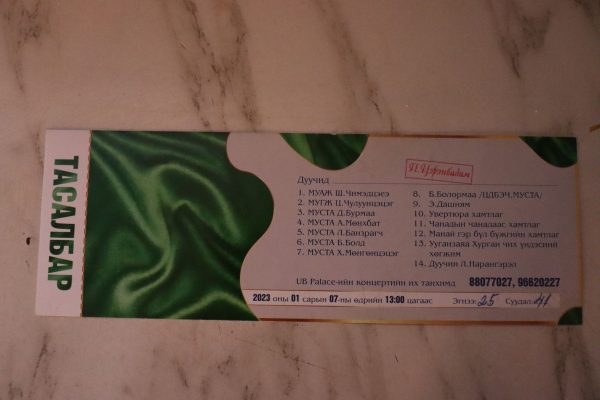 ТАСАЛБАР
Дуучид
1. МУАЖ Ш.Чимэдцэеэ
2. МУГЖ Ц.Чулуунцэцэг
3. МУСТА Д.Бурмаа
4. МУСТА А.Мөнхбат
5. МУСТА Л.Банзрагч
6. МУСТА Б.Болд
7. МУСТА Х.Мөнгөнцэцэг
8. Б.Болормаа /ЦДБЭЧ.МУСТА/
9. Э.Дашням
10. Увертюра хамтлаг
11. Чанадын чанадааг. хамтлаг
12. Манай гэр бүл бүжгийн хамтлаг
13. Ууганзаяа Хурган чих үндэсний
хөгжим
14. Дуучин Л.Нарангэрэл
UB Palace-ийн концертийн их танхимд 88077027, 96620227
2023 оны 01 сарын 07-ны өдрийн 13:00 цагаас Эгнээ: 25 Суудал: 41